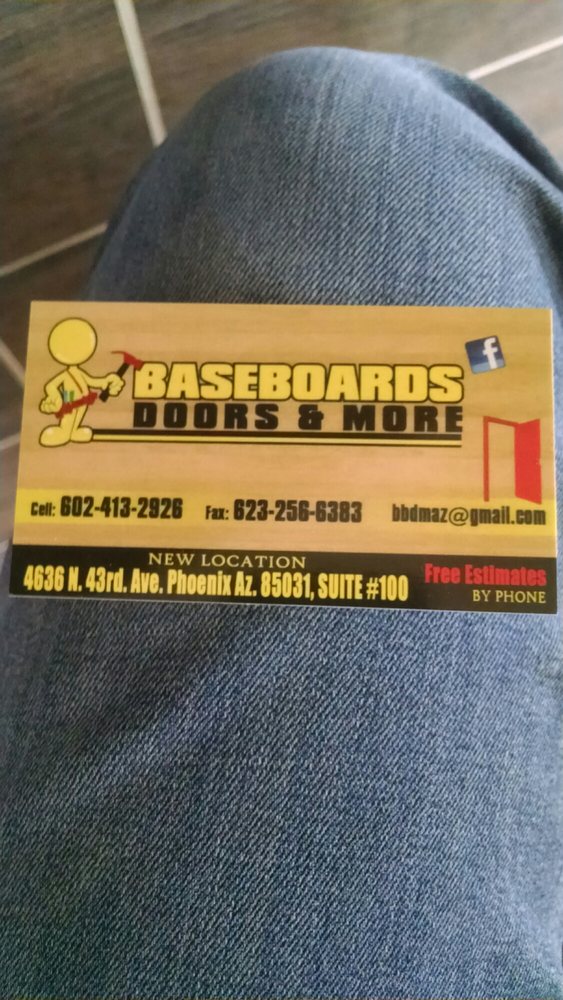 BASEBOARDS
DOORS & MORE
f
Cell: 602-413-2926 Fax: 623-256-6383 bbdmaz@gmail.com
NEW LOCATION
4636 N. 43rd. Ave. Phoenix Az. 85031, SUITE #100
Free Estimates
BY PHONE